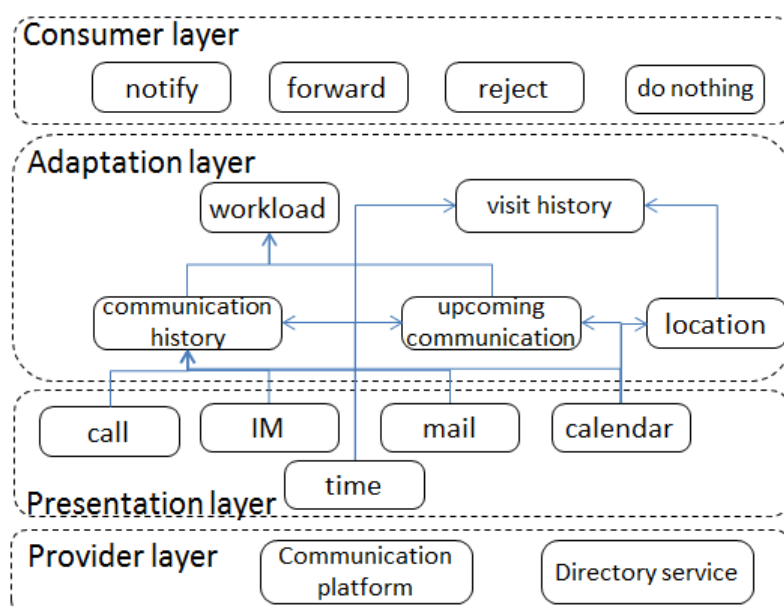 Consumer layer
notify
forward
reject
do nothing
Adaptation layer
workload
visit history
communication
history
upcoming
communication
location
call
IM
mail
calendar
time
Presentation layer
Provider layer
Communication
platform
Directory service